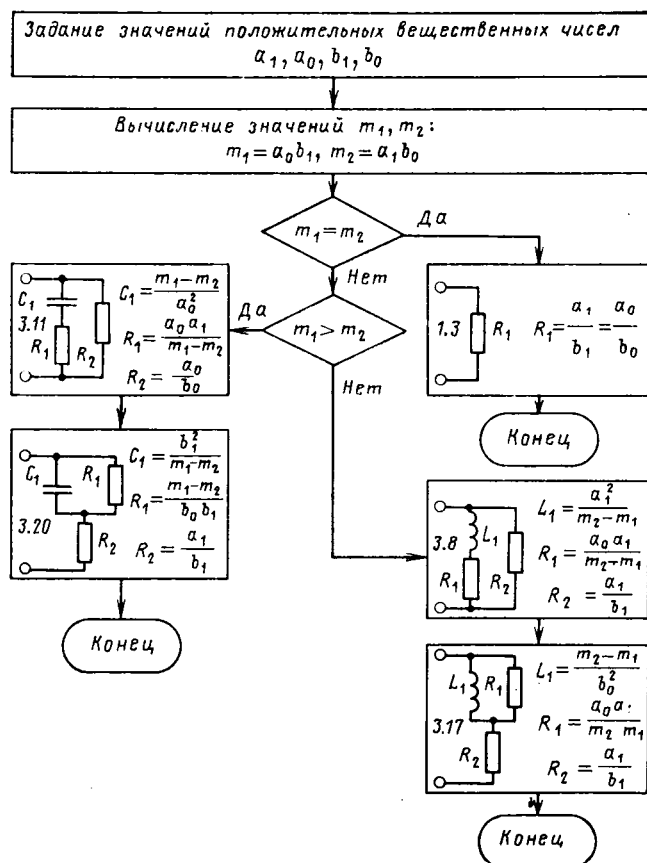 Задание значений положительных вещественных чисел
a₁, a₀, b₁, b₀
Вычисление значений m₁, m₂:
m₁=a₀b₁, m₂=a₁b₀
m₁=m₂
Да
Нет
m₁>m₂
Да
Нет
C₁
3.11
R₁
R₂
C₁=(m₁−m₂)/a₀²
R₁=(a₀a₁)/(m₁−m₂)
R₂=a₀/b₀
C₁
R₁
3.20
R₂
C₁=b₁²/(m₁−m₂)
R₁=(m₁−m₂)/(b₀b₁)
R₂=a₁/b₁
Конец
1.3
R₁
R₁=a₁/b₁=a₀/b₀
Конец
3.8
L₁
R₁
R₂
L₁=a₁²/(m₂−m₁)
R₁=(a₀a₁)/(m₂−m₁)
R₂=a₁/b₁
L₁
R₁
3.17
R₂
L₁=(m₂−m₁)/b₀²
R₁=(a₀a)/(m₂ m₁)
R₂=a₁/b₁
Конец